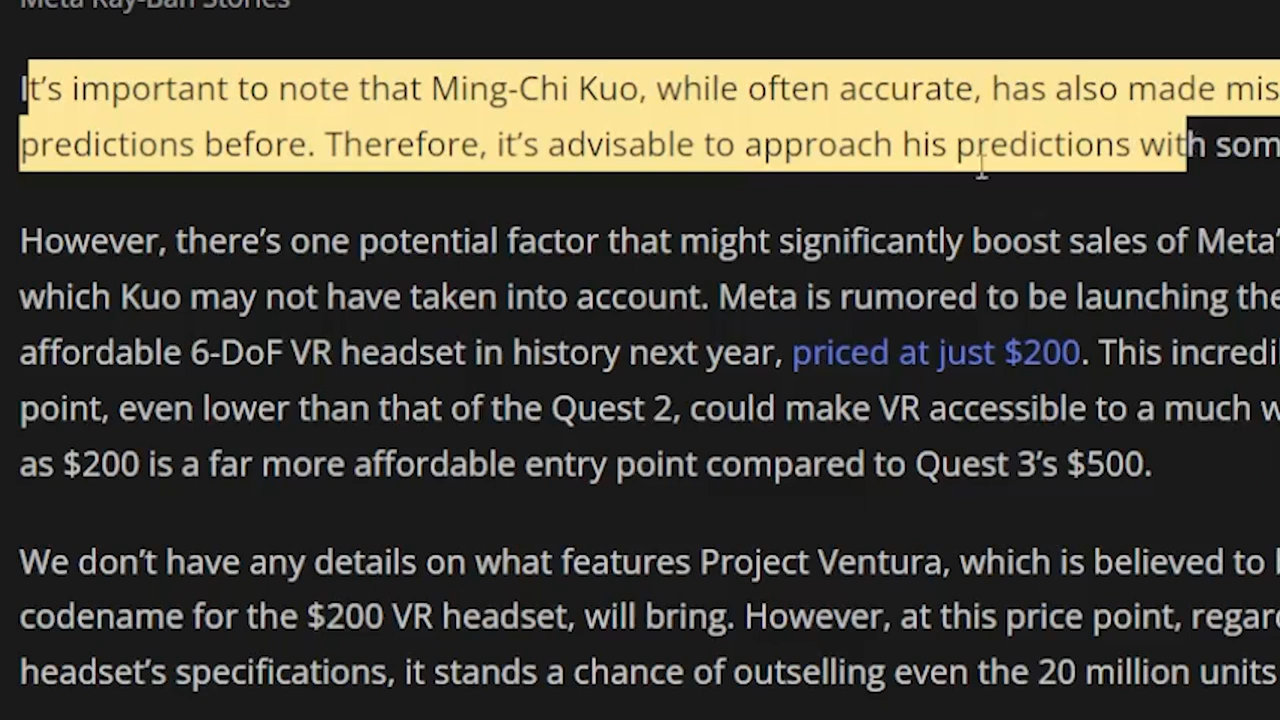 Meta Ray-Ban Stories
It’s important to note that Ming-Chi Kuo, while often accurate, has also made
predictions before. Therefore, it’s advisable to approach his predictions with
However, there’s one potential factor that might significantly boost sales of Meta’
which Kuo may not have taken into account. Meta is rumored to be launching the
affordable 6-DoF VR headset in history next year, priced at just $200. This
point, even lower than that of the Quest 2, could make VR accessible to a much
as $200 is a far more affordable entry point compared to Quest 3’s $500.
We don’t have any details on what features Project Ventura, which is believed to
codename for the $200 VR headset, will bring. However, at this price point,
headset’s specifications, it stands a chance of outselling even the 20 million units